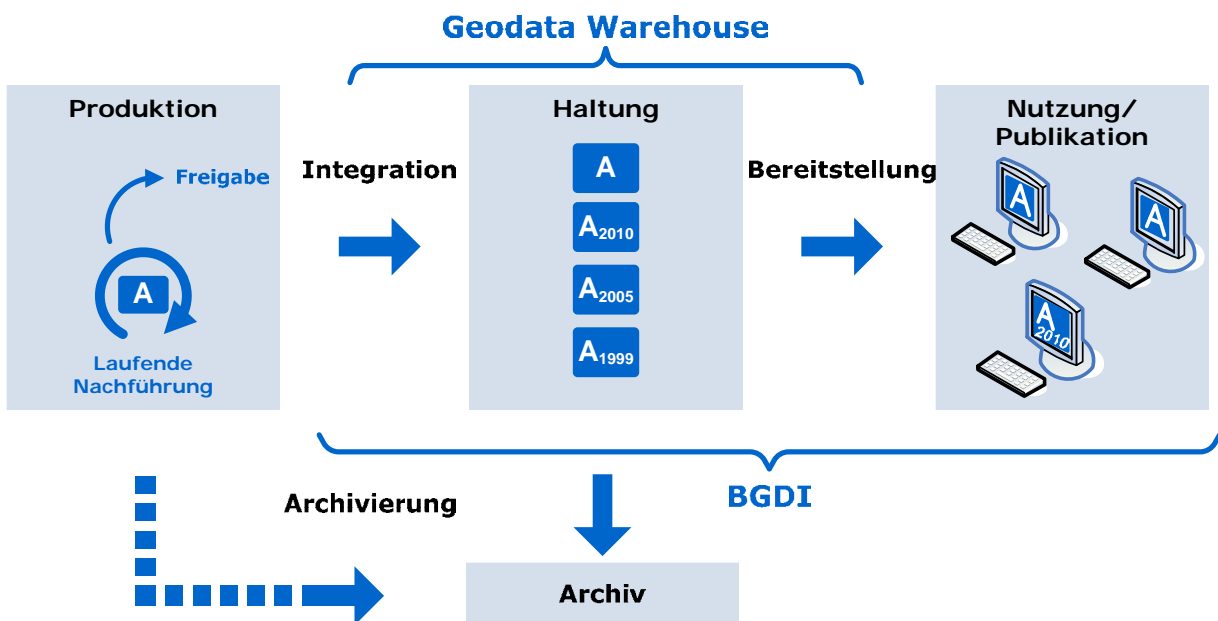 Geodata Warehouse
Produktion
Freigabe
A
Laufende
Nachführung
Integration
Haltung
A
A2010
A2005
A1999
Bereitstellung
Nutzung/
Publikation
A
A
A
2010
BGDI
Archivierung
Archiv